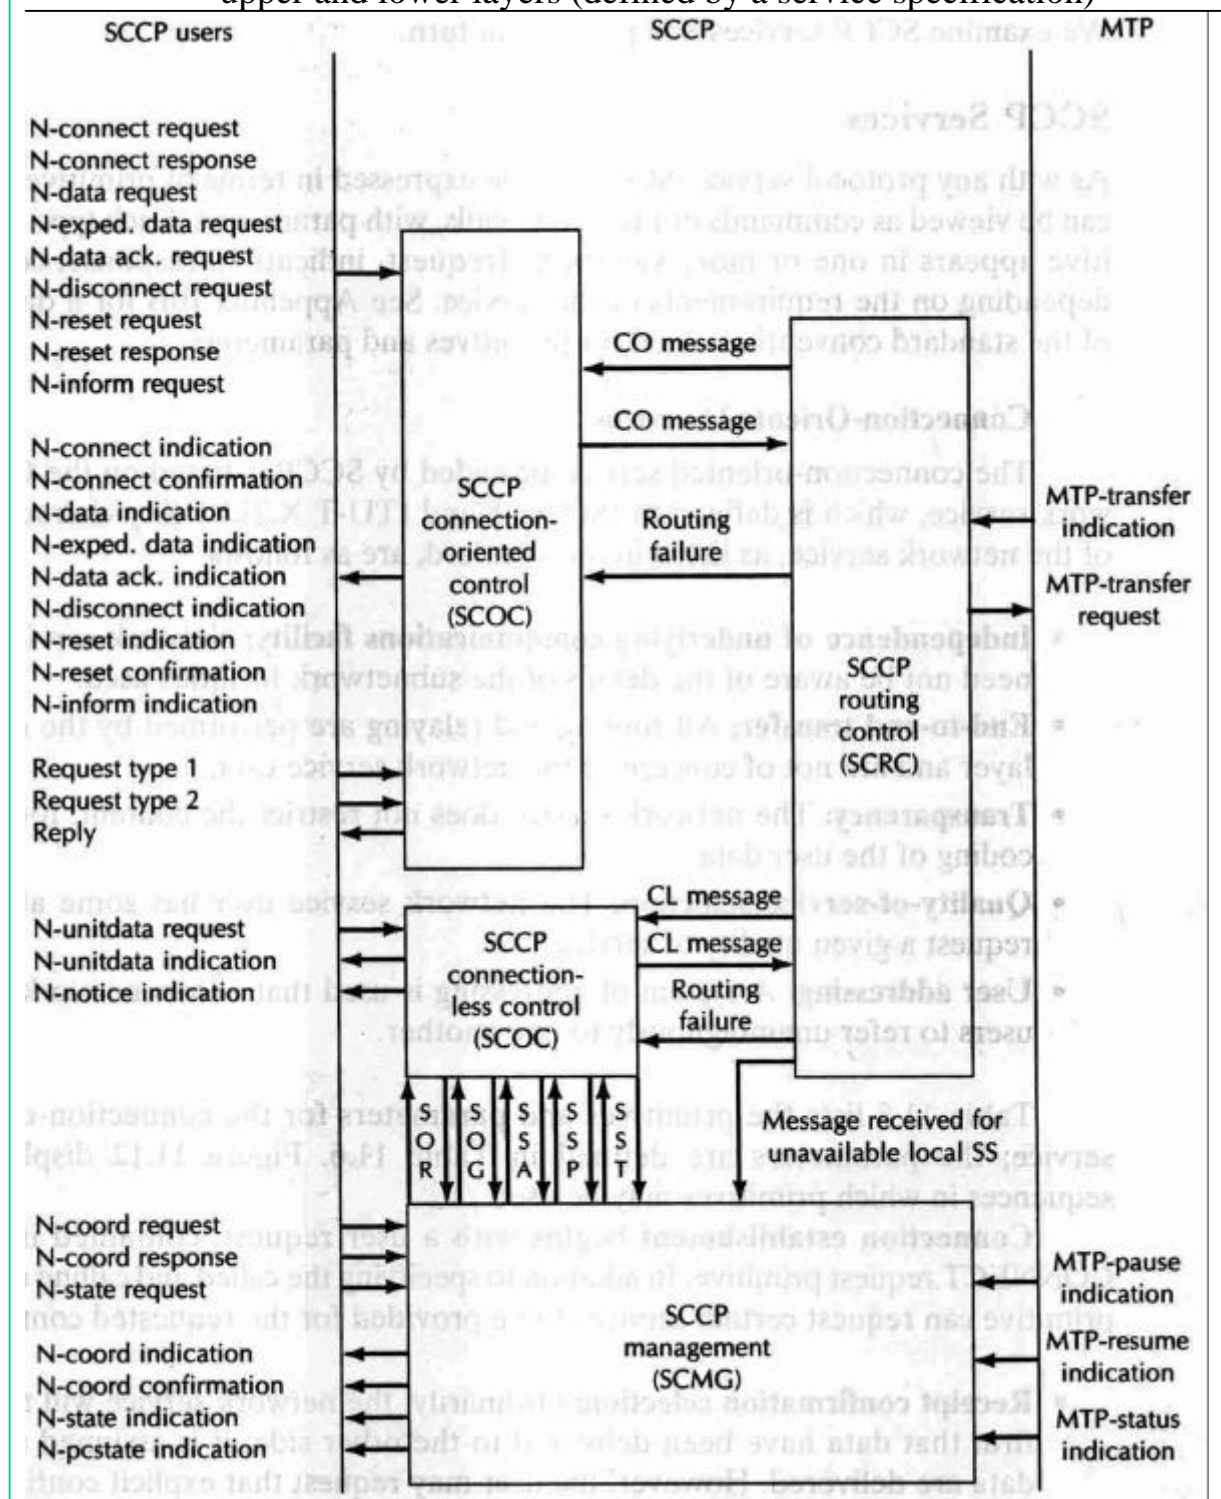 upper and lower layers (defined by a service specification)
SCCP users
SCCP
MTP
N-connect request
N-connect response
N-data request
N-exped. data request
N-data ack. request
N-disconnect request
N-reset request
N-reset response
N-inform request
N-connect indication
N-connect confirmation
N-data indication
N-exped. data indication
N-data ack. indication
N-disconnect indication
N-reset indication
N-reset confirmation
N-inform indication
Request type 1
Request type 2
Reply
SCCP
connection-
oriented
control
(SCOC)
CO message
CO message
Routing
failure
SCCP
routing
control
(SCRC)
MTP-transfer
indication
MTP-transfer
request
N-unitdata request
N-unitdata indication
N-notice indication
SCCP
connection-
less control
(SCOC)
CL message
CL message
Routing
failure
SOR
SOG
SSA
SSP
SST
Message received for
unavailable local SS
N-coord request
N-coord response
N-state request
N-coord indication
N-coord confirmation
N-state indication
N-pcstate indication
SCCP
management
(SCMG)
MTP-pause
indication
MTP-resume
indication
MTP-status
indication